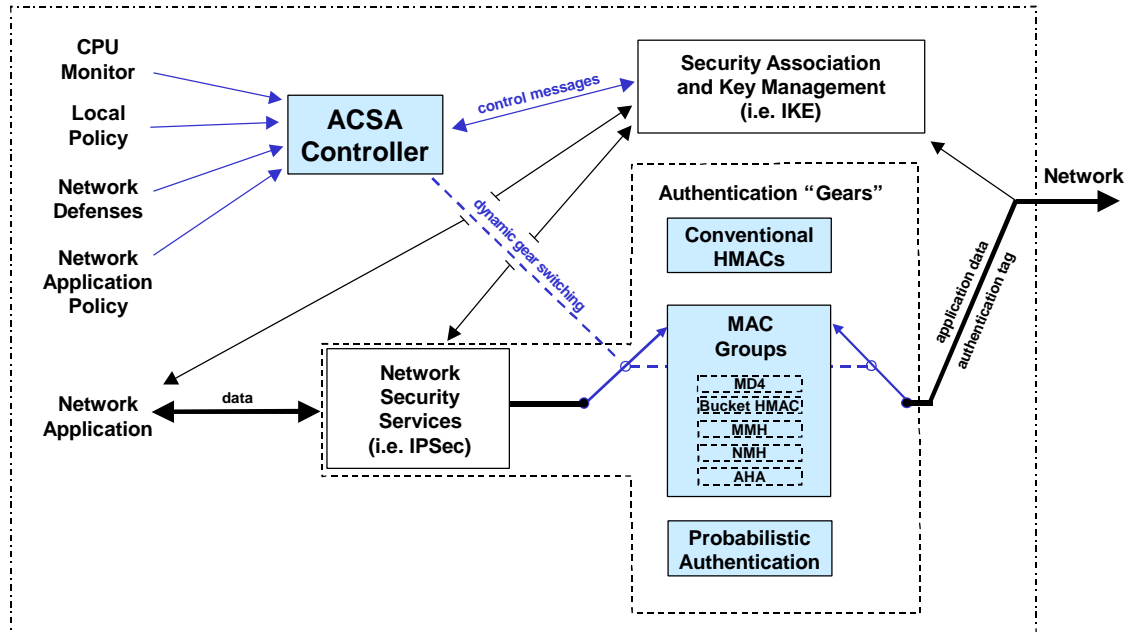 CPU
Monitor
Local
Policy
Network
Defenses
Network
Application
Policy
ACSA
Controller
control messages
Security Association
and Key Management
(i.e. IKE)
Network
dynamic gear switching
Authentication “Gears”
Conventional
HMACs
MAC
Groups
MD4
Bucket HMAC
MMH
NMH
AHA
Probabilistic
Authentication
application data
authentication tag
Network
Application
data
Network
Security
Services
(i.e. IPSec)